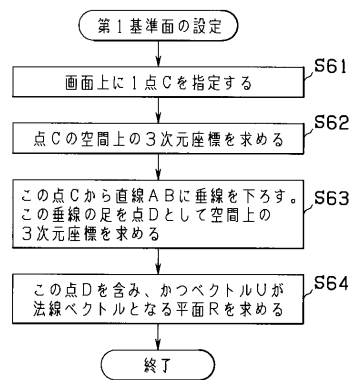 第1基準面の設定
S61
画面上に1点Cを指定する
S62
点Cの空間上の3次元座標を求める
S63
この点Cから直線ABに垂線を下ろす。
この垂線の足を点Dとして空間上の
3次元座標を求める
S64
この点Dを含み、かつベクトルUが
法線ベクトルとなる平面Rを求める
終了